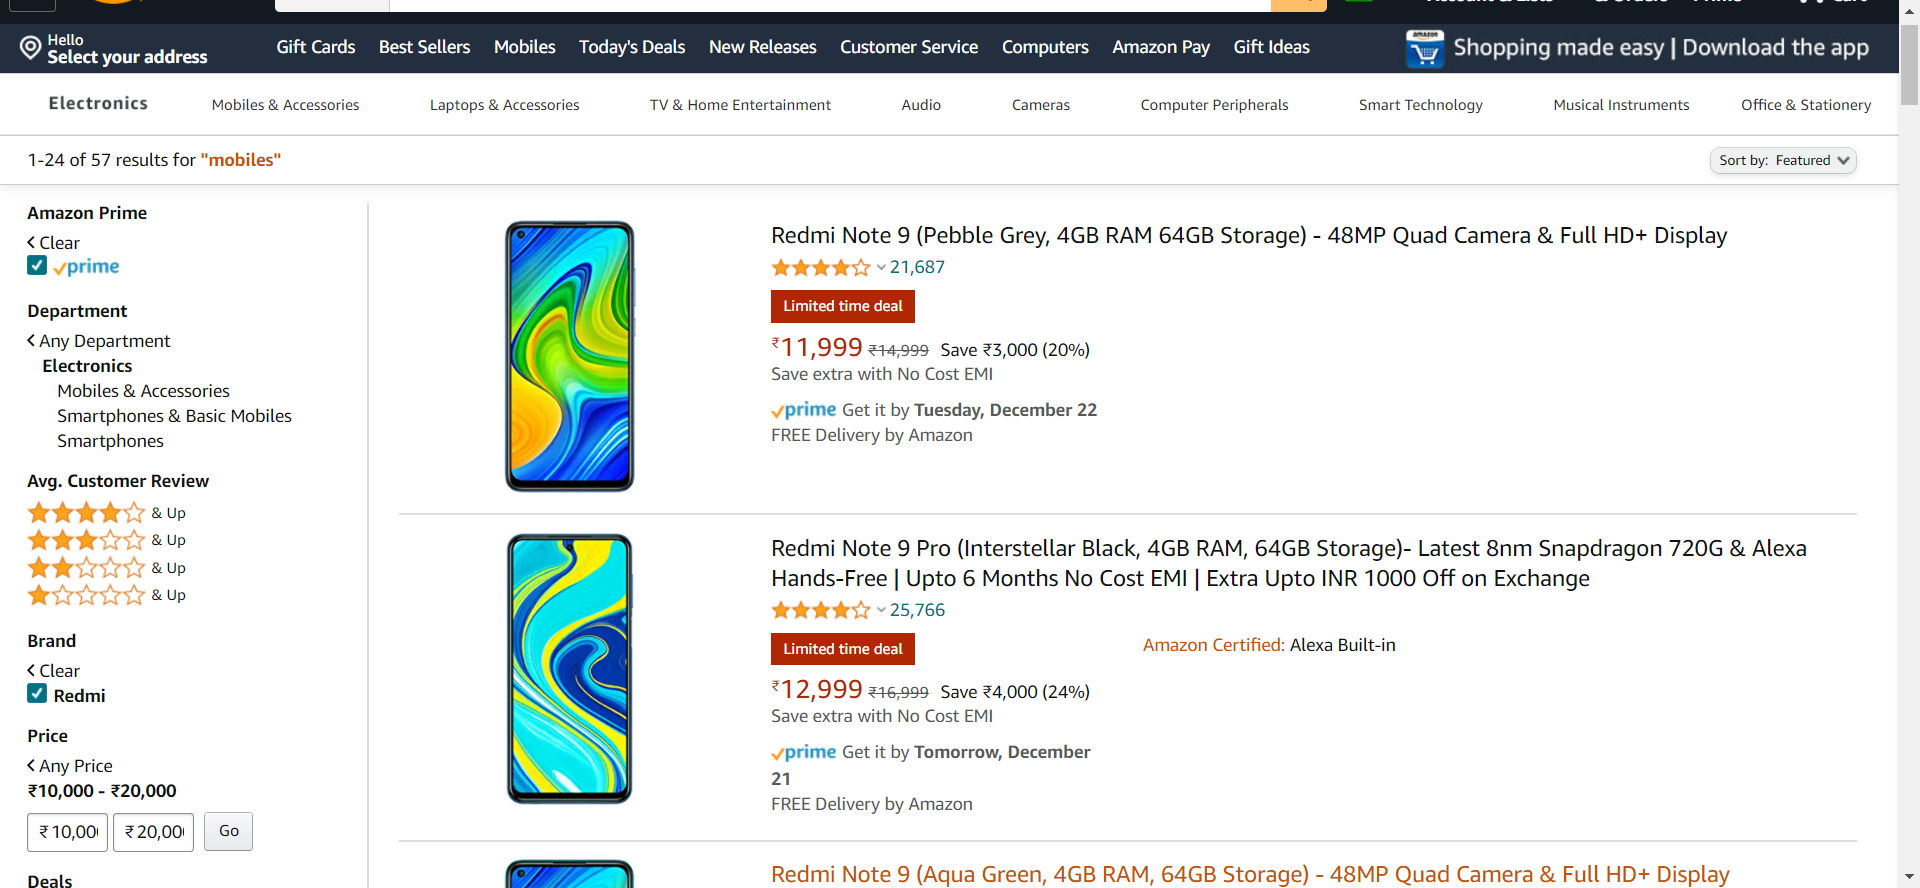 Hello
Select your address
Gift Cards Best Sellers Mobiles Today's Deals New Releases Customer Service Computers Amazon Pay Gift Ideas
amazon
Shopping made easy | Download the app
Electronics Mobiles & Accessories Laptops & Accessories TV & Home Entertainment Audio Cameras Computer Peripherals Smart Technology Musical Instruments Office & Stationery
1-24 of 57 results for "mobiles"
Sort by: Featured
Amazon Prime
Clear
prime
Department
Any Department
Electronics
Mobiles & Accessories
Smartphones & Basic Mobiles
Smartphones
Avg. Customer Review
& Up
& Up
& Up
& Up
Brand
Clear
Redmi
Price
Any Price
₹10,000 - ₹20,000
₹ 10,000 ₹ 20,000 Go
Deals
Redmi Note 9 (Pebble Grey, 4GB RAM 64GB Storage) - 48MP Quad Camera & Full HD+ Display
21,687
Limited time deal
₹11,999 ₹14,999 Save ₹3,000 (20%)
Save extra with No Cost EMI
prime Get it by Tuesday, December 22
FREE Delivery by Amazon
Redmi Note 9 Pro (Interstellar Black, 4GB RAM, 64GB Storage)- Latest 8nm Snapdragon 720G & Alexa
Hands-Free | Upto 6 Months No Cost EMI | Extra Upto INR 1000 Off on Exchange
25,766
Limited time deal
Amazon Certified: Alexa Built-in
₹12,999 ₹16,999 Save ₹4,000 (24%)
Save extra with No Cost EMI
prime Get it by Tomorrow, December
21
FREE Delivery by Amazon
Redmi Note 9 (Aqua Green, 4GB RAM, 64GB Storage) - 48MP Quad Camera & Full HD+ Display